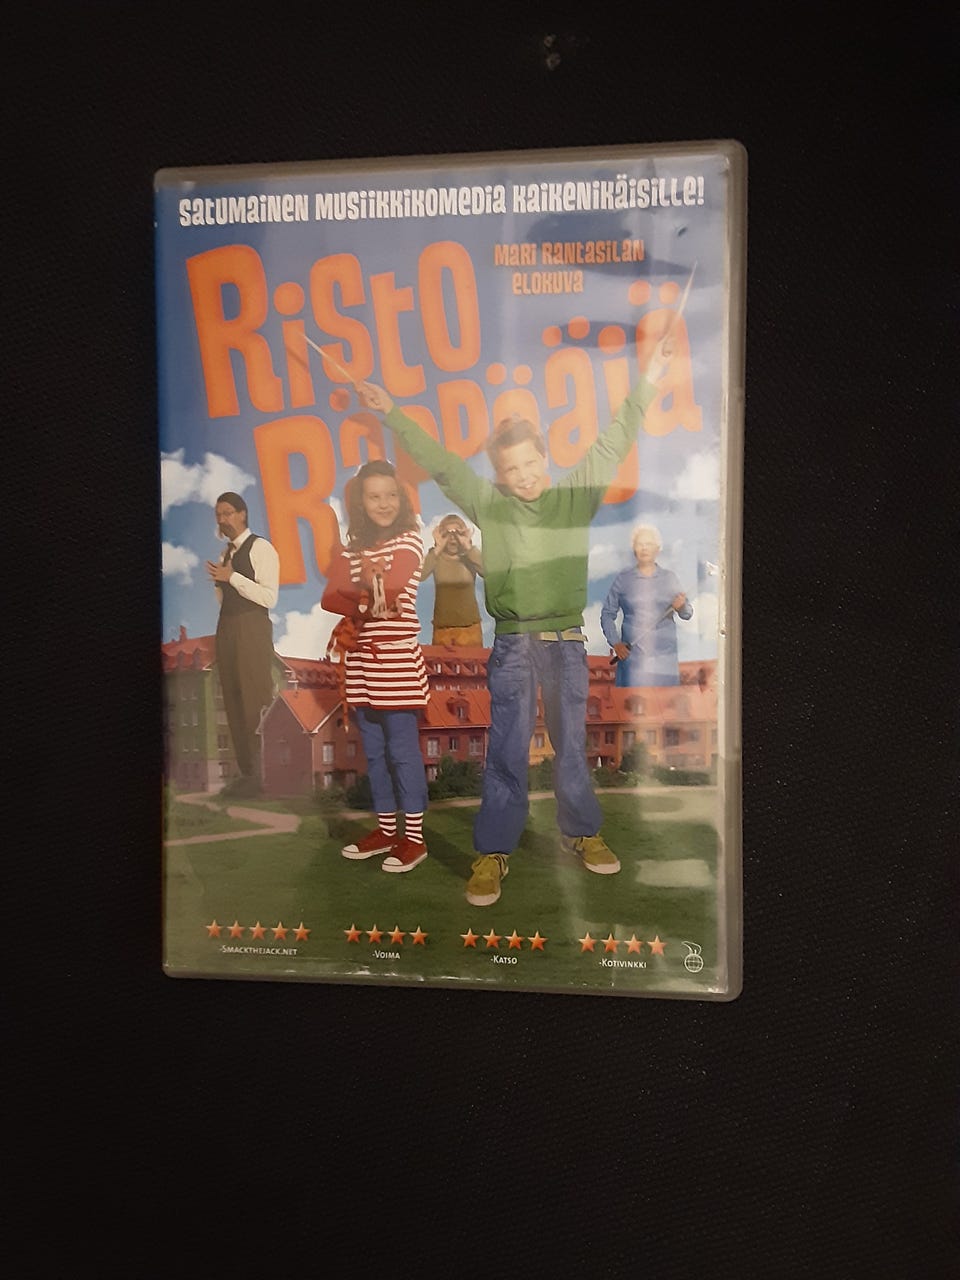 SATUMAINEN MUSIIKKIKOMEDIA KAIKENIKÄISILLE!
RISTO
MARI RANTASILAN
ELOKUVA
RÄPPÄÄJÄ
-SMACKTHEJACK.NET
-VOIMA
-KATSO
-KOTIVINKKI